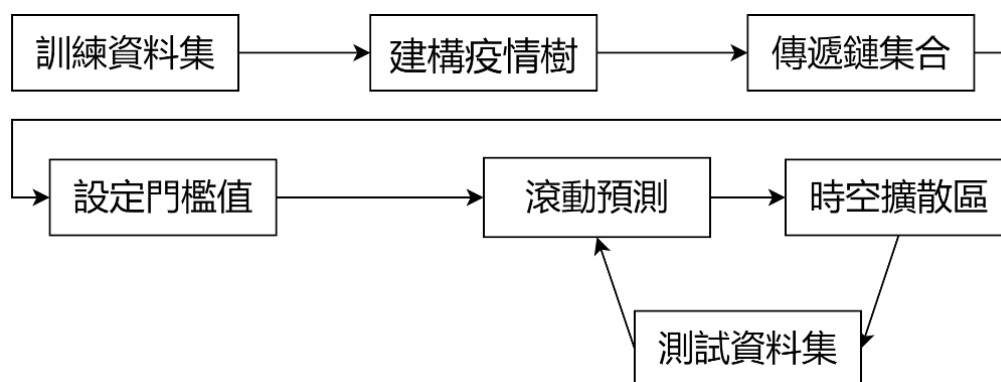 訓練資料集
建構疫情樹
傳遞鏈集合
設定門檻值
滾動預測
時空擴散區
測試資料集